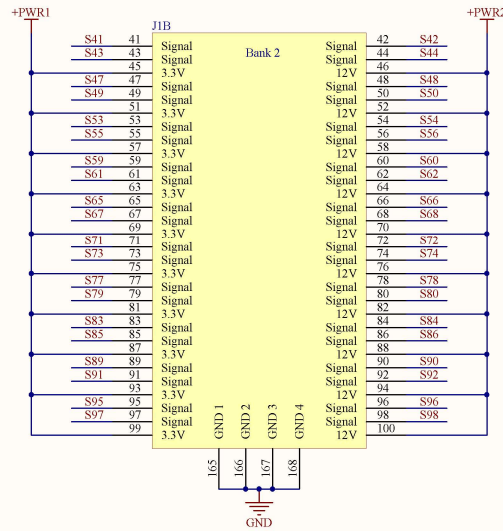 +PWR1 +PWR2
J1B
Bank 2
S41 41 Signal Signal 42 S42
S43 43 Signal Signal 44 S44
45 3.3V 12V 46
S47 47 Signal Signal 48 S48
S49 49 Signal Signal 50 S50
51 3.3V 12V 52
S53 53 Signal Signal 54 S54
S55 55 Signal Signal 56 S56
57 3.3V 12V 58
S59 59 Signal Signal 60 S60
S61 61 Signal Signal 62 S62
63 3.3V 12V 64
S65 65 Signal Signal 66 S66
S67 67 Signal Signal 68 S68
69 3.3V 12V 70
S71 71 Signal Signal 72 S72
S73 73 Signal Signal 74 S74
75 3.3V 12V 76
S77 77 Signal Signal 78 S78
S79 79 Signal Signal 80 S80
81 3.3V 12V 82
S83 83 Signal Signal 84 S84
S85 85 Signal Signal 86 S86
87 3.3V 12V 88
S89 89 Signal Signal 90 S90
S91 91 Signal Signal 92 S92
93 3.3V 12V 94
S95 95 Signal Signal 96 S96
S97 97 Signal Signal 98 S98
99 3.3V 12V 100
GND 1 GND 2 GND 3 GND 4
165 166 167 168
GND